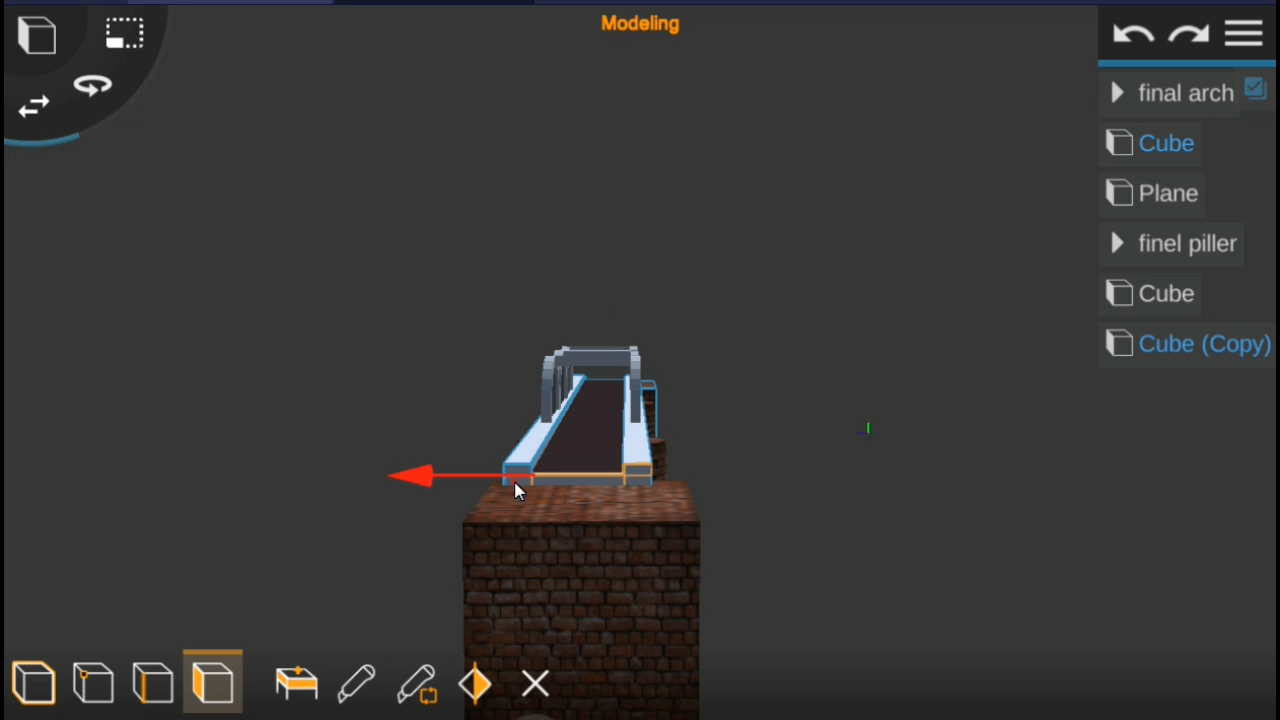 Modeling
final arch
Cube
Plane
finel piller
Cube
Cube (Copy)